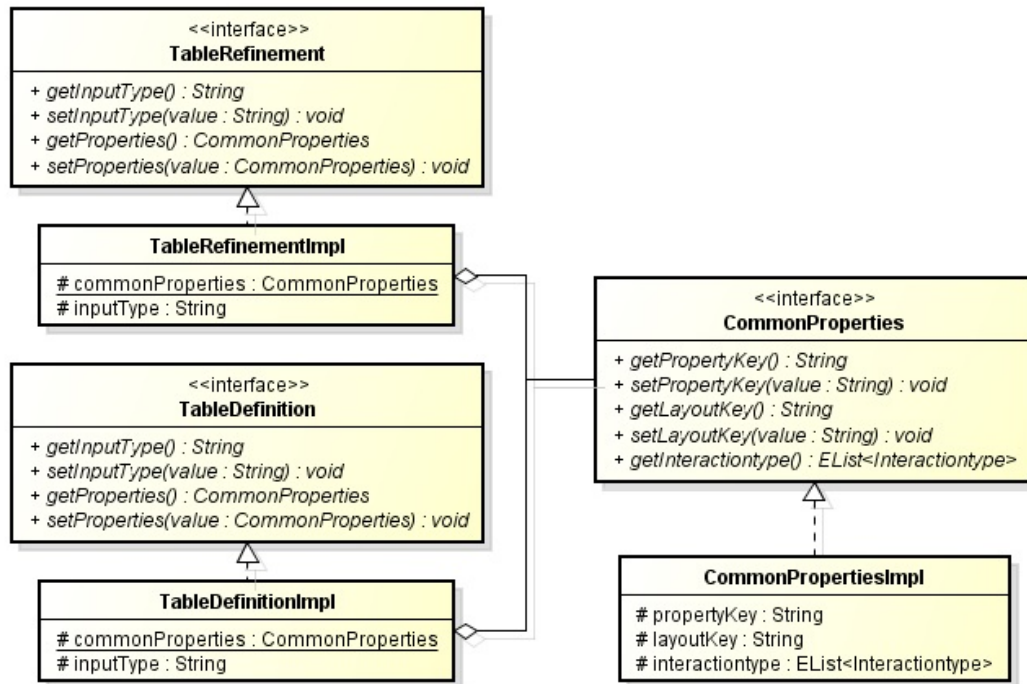 <<interface>>
TableRefinement
+ getInputType() : String
+ setInputType(value : String) : void
+ getProperties() : CommonProperties
+ setProperties(value : CommonProperties) : void
TableRefinementImpl
# commonProperties : CommonProperties
# inputType : String
<<interface>>
TableDefinition
+ getInputType() : String
+ setInputType(value : String) : void
+ getProperties() : CommonProperties
+ setProperties(value : CommonProperties) : void
TableDefinitionImpl
# commonProperties : CommonProperties
# inputType : String
<<interface>>
CommonProperties
+ getPropertyKey() : String
+ setPropertyKey(value : String) : void
+ getLayoutKey() : String
+ setLayoutKey(value : String) : void
+ getInteractiontype() : EList<Interactiontype>
CommonPropertiesImpl
# propertyKey : String
# layoutKey : String
# interactiontype : EList<Interactiontype>